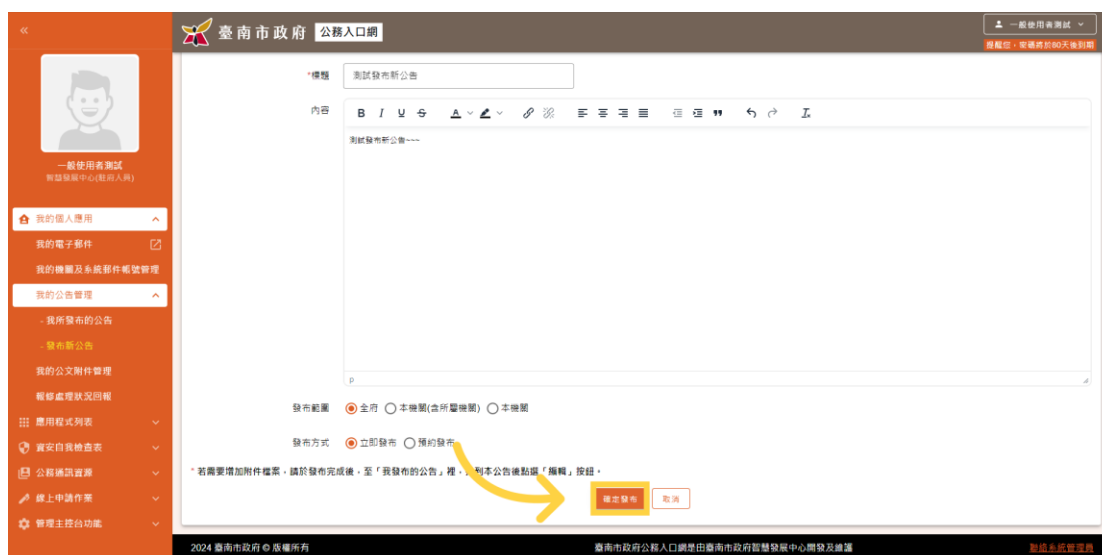 臺南市政府 公務入口網
一般使用者測試
提醒您，密碼將於80天後到期
一般使用者測試
智慧發展中心(駐府人員)
我的個人應用
我的電子郵件
我的機關及系統郵件帳號管理
我的公告管理
- 我所發布的公告
- 發布新公告
我的公文附件管理
報修處理狀況回報
應用程式列表
資安自我檢查表
公務通訊資源
線上申請作業
管理主控台功能
*標題 測試發布新公告
內容
B I U S A
測試發布新公告~~~
p
發布範圍 全府 本機關(含所屬機關) 本機關
發布方式 立即發布 預約發布
* 若需要增加附件檔案，請於發布完成後，至「我發布的公告」裡，到本公告後點選「編輯」按鈕。
確定發布 取消
2024 臺南市政府 © 版權所有
臺南市政府公務入口網是由臺南市政府智慧發展中心開發及維護
聯絡系統管理員